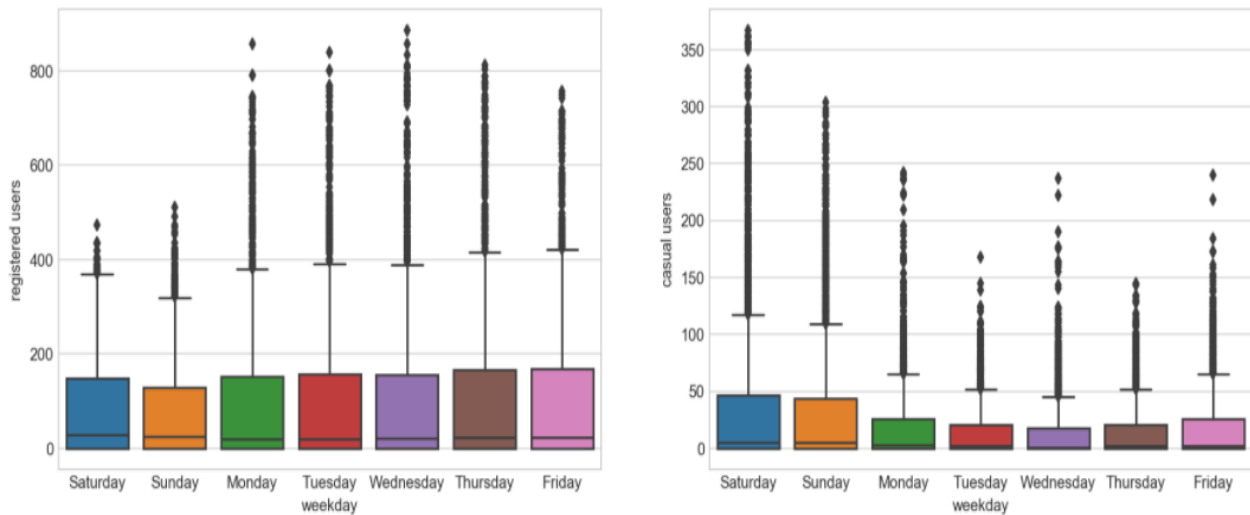 registered users
800
600
400
200
0
Saturday Sunday Monday Tuesday Wednesday Thursday Friday
weekday
casual users
350
300
250
200
150
100
50
0
Saturday Sunday Monday Tuesday Wednesday Thursday Friday
weekday